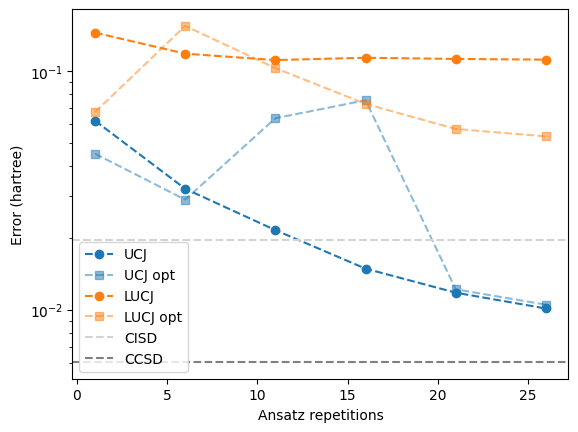 10⁻¹
10⁻²
Error (hartree)
UCJ
UCJ opt
LUCJ
LUCJ opt
CISD
CCSD
0 5 10 15 20 25
Ansatz repetitions